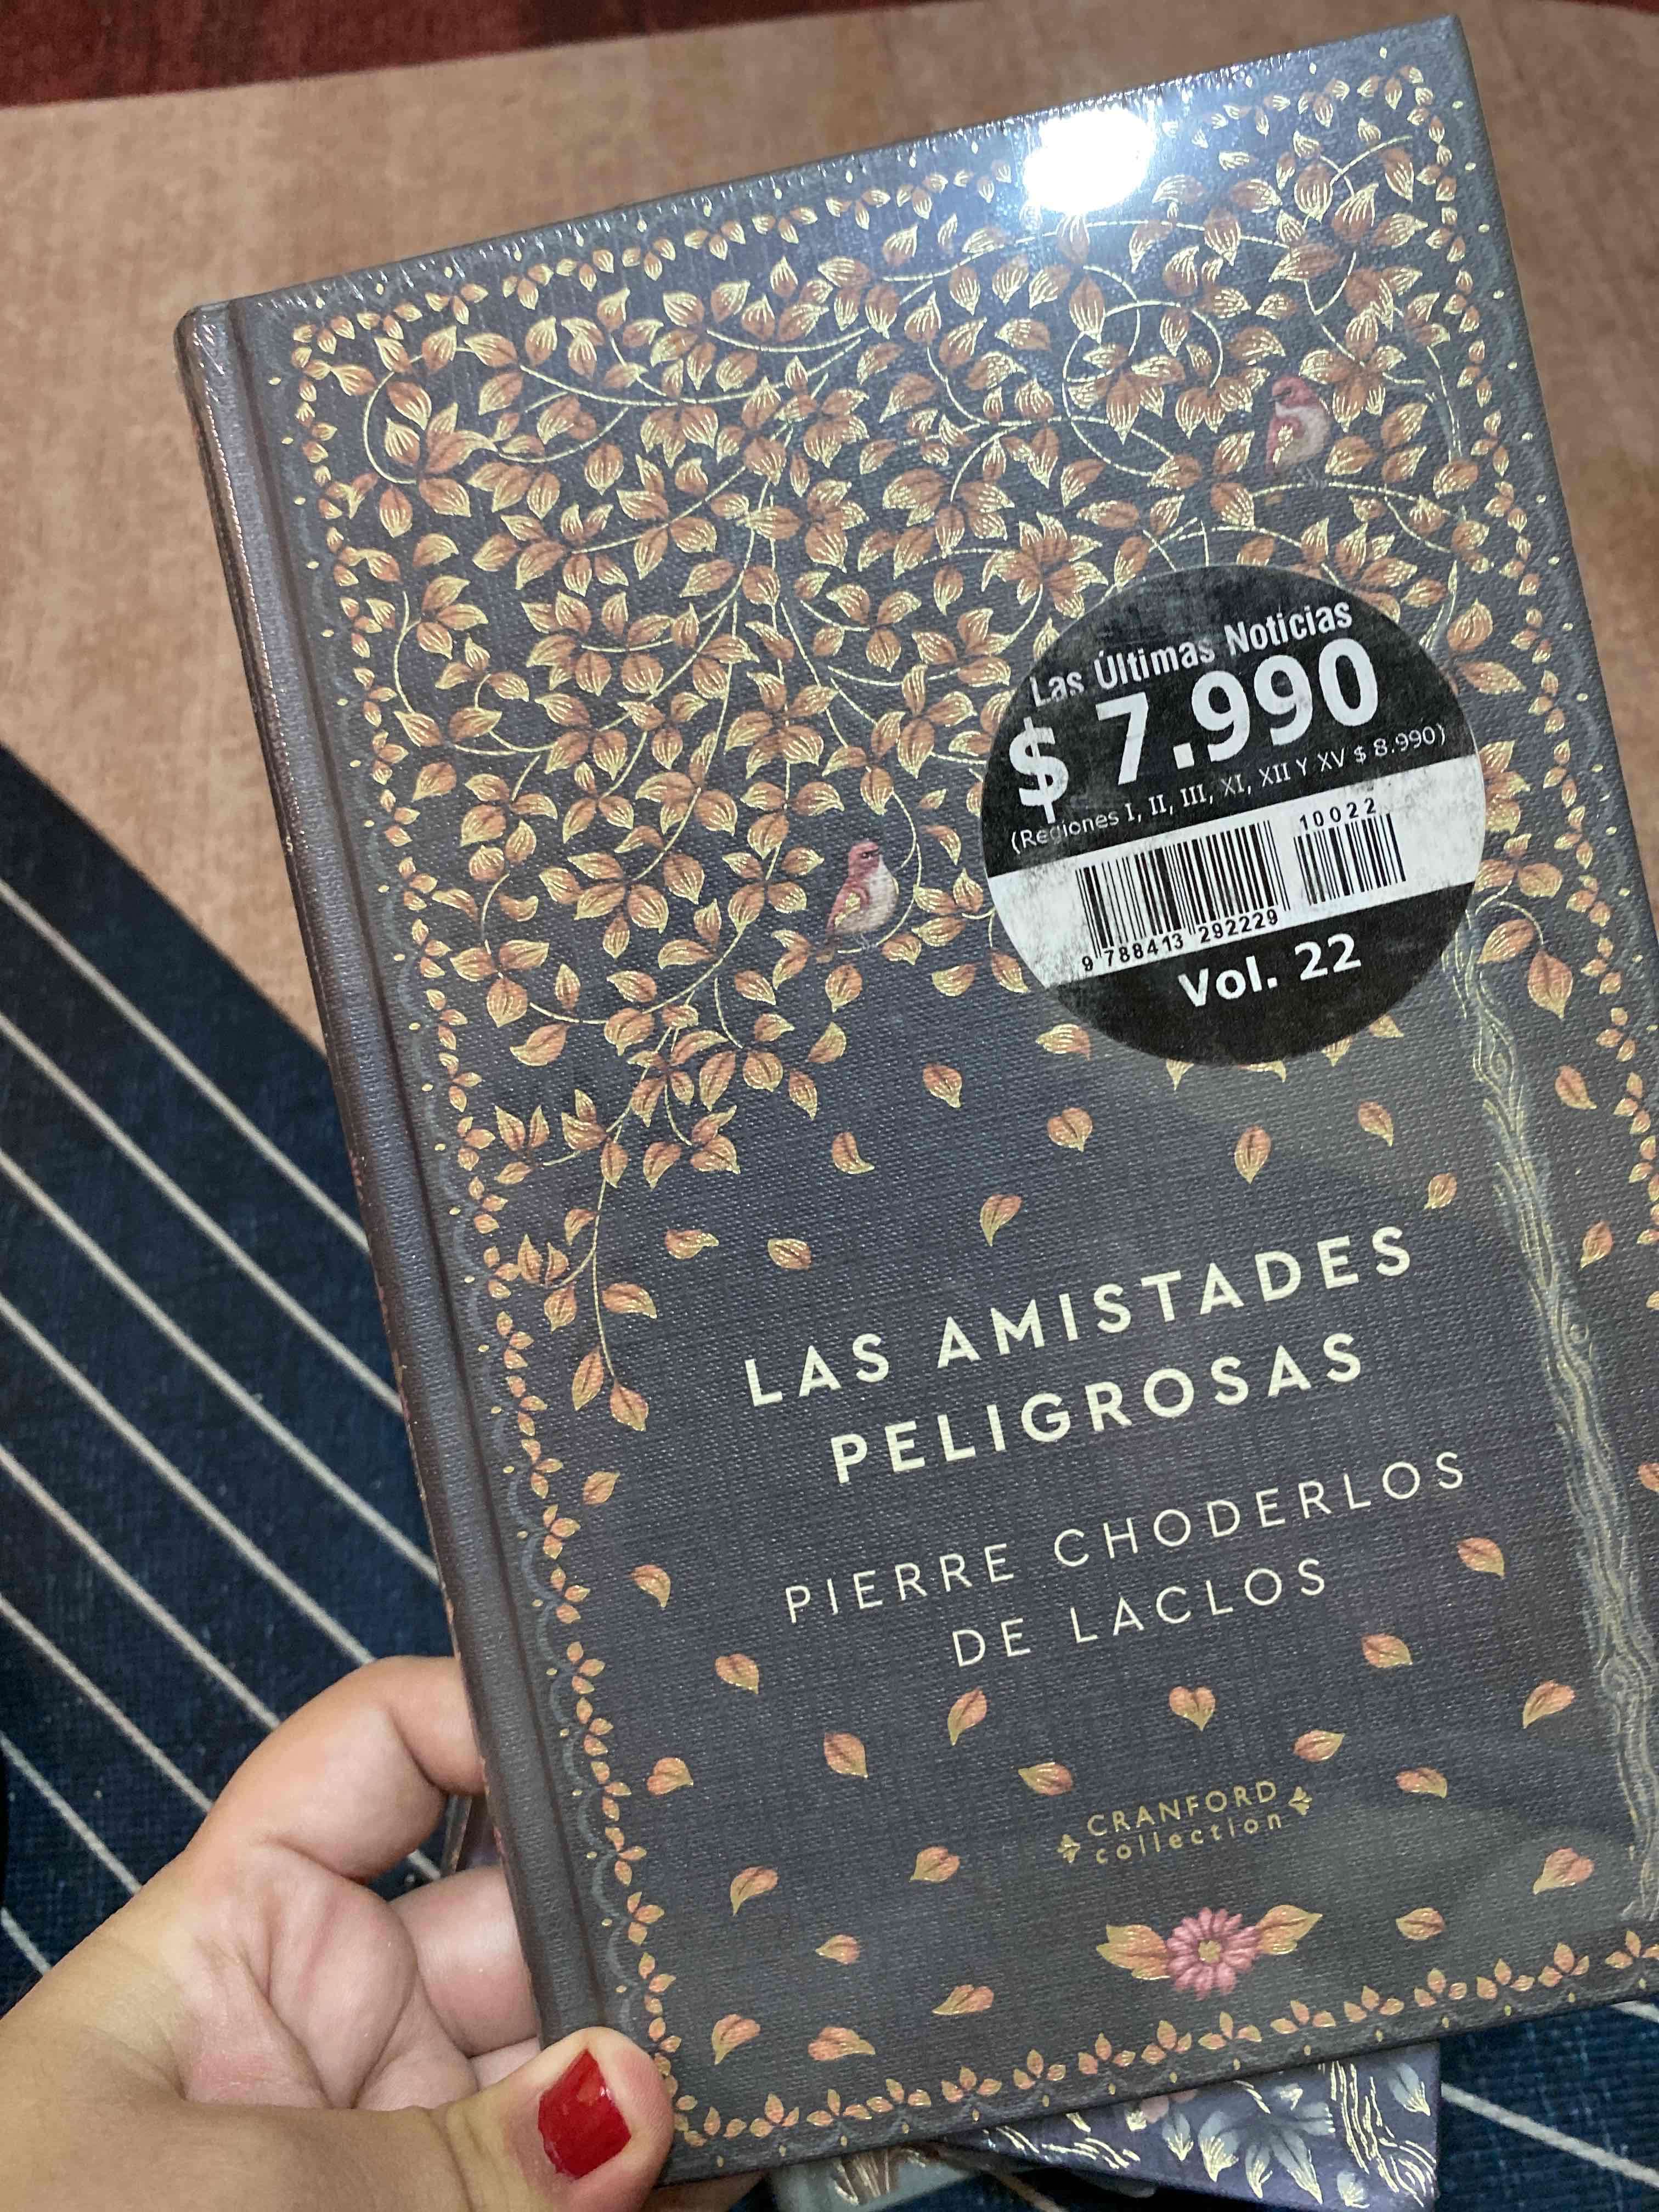 Las Últimas Noticias
$ 7.990
(Regiones I, II, III, XI, XII Y XV $ 8.990)
10022
9 788413 292229
Vol. 22
LAS AMISTADES
PELIGROSAS
PIERRE CHODERLOS
DE LACLOS
CRANFORD
collection